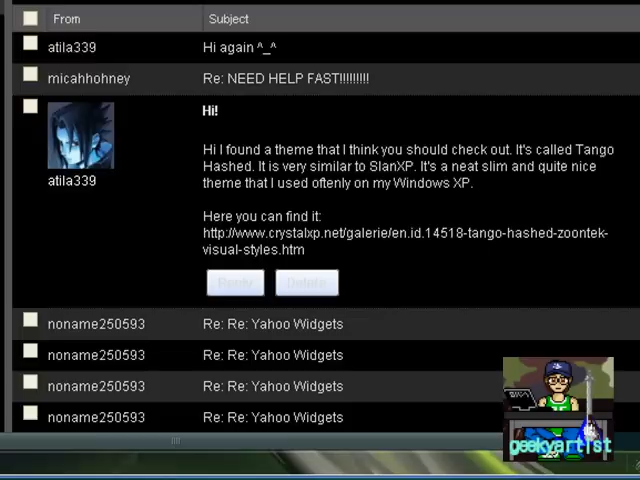 From Subject
atila339 Hi again ^_^
micahhohney Re: NEED HELP FAST!!!!!!!!!
Hi!
Hi I found a theme that I think you should check out. It's called Tango
Hashed. It is very similar to SlanXP. It's a neat slim and quite nice
theme that I used oftenly on my Windows XP.
atila339
Here you can find it:
http://www.crystalxp.net/galerie/en.id.14518-tango-hashed-zoontek-
visual-styles.htm
Reply Delete
noname250593 Re: Re: Yahoo Widgets
noname250593 Re: Re: Yahoo Widgets
noname250593 Re: Re: Yahoo Widgets
noname250593 Re: Re: Yahoo Widgets
geekyartist